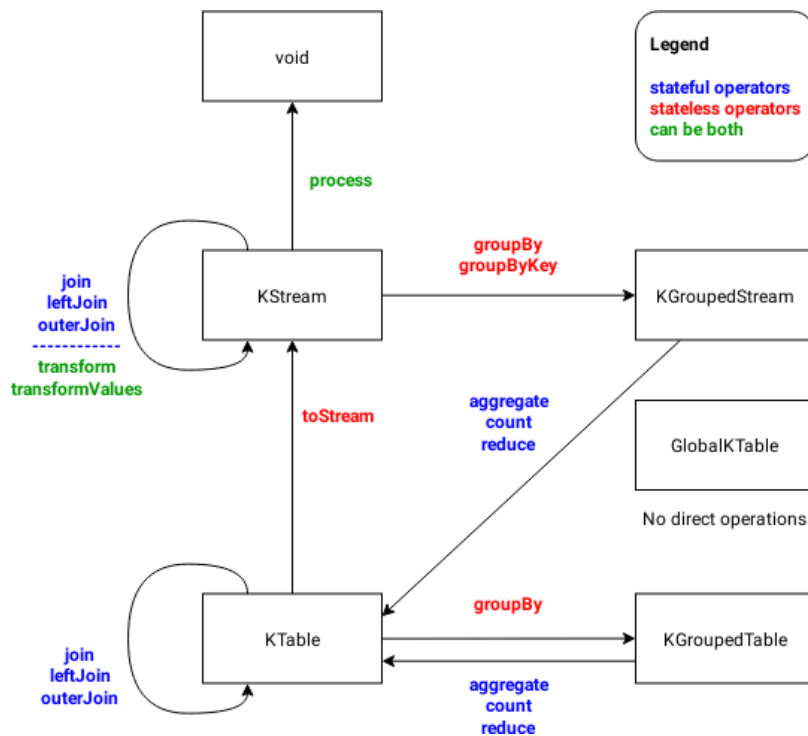 void
Legend
stateful operators
stateless operators
can be both
process
join
leftJoin
outerJoin
------------
transform
transformValues
KStream
groupBy
groupByKey
KGroupedStream
toStream
aggregate
count
reduce
GlobalKTable
No direct operations
join
leftJoin
outerJoin
KTable
groupBy
KGroupedTable
aggregate
count
reduce